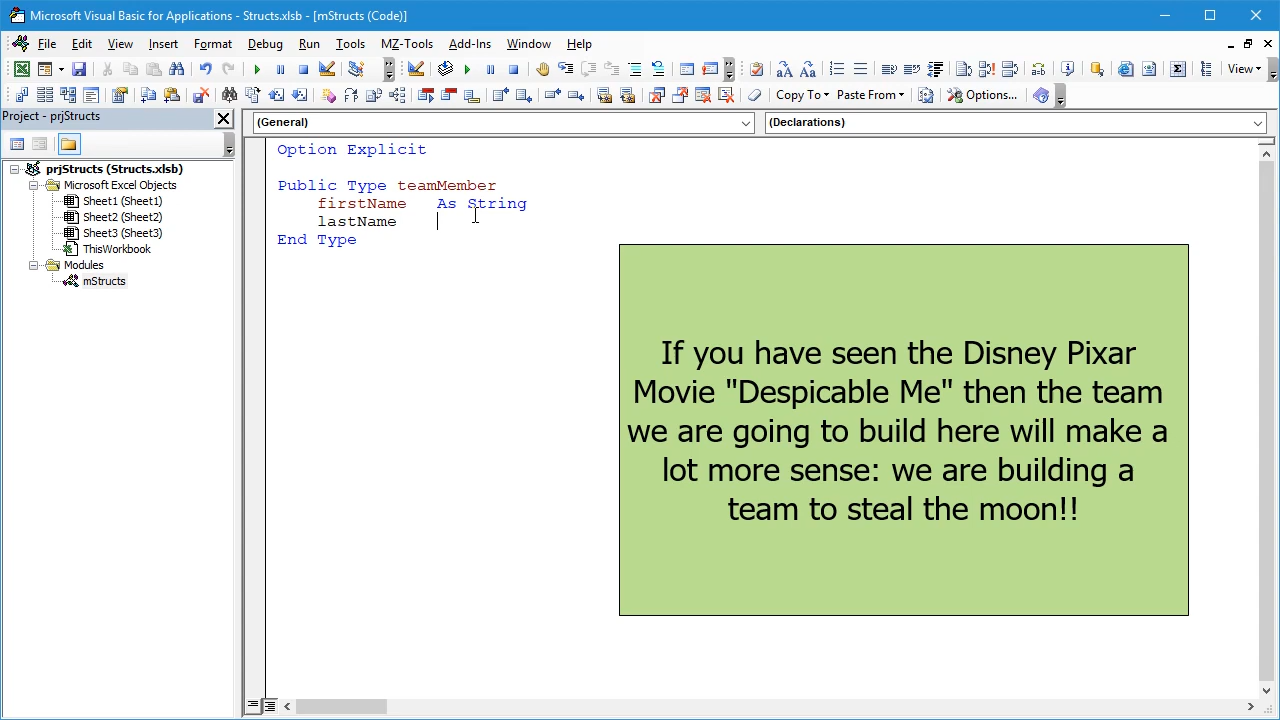 Microsoft Visual Basic for Applications - Structs.xlsb - [mStructs (Code)]
File Edit View Insert Format Debug Run Tools MZ-Tools Add-Ins Window Help
View
Copy To Paste From Options...
Project - prjStructs
(General) (Declarations)
prjStructs (Structs.xlsb)
Microsoft Excel Objects
Sheet1 (Sheet1)
Sheet2 (Sheet2)
Sheet3 (Sheet3)
ThisWorkbook
Modules
mStructs
Option Explicit
Public Type teamMember
firstName As String
lastName
End Type
If you have seen the Disney Pixar
Movie "Despicable Me" then the team
we are going to build here will make a
lot more sense: we are building a
team to steal the moon!!